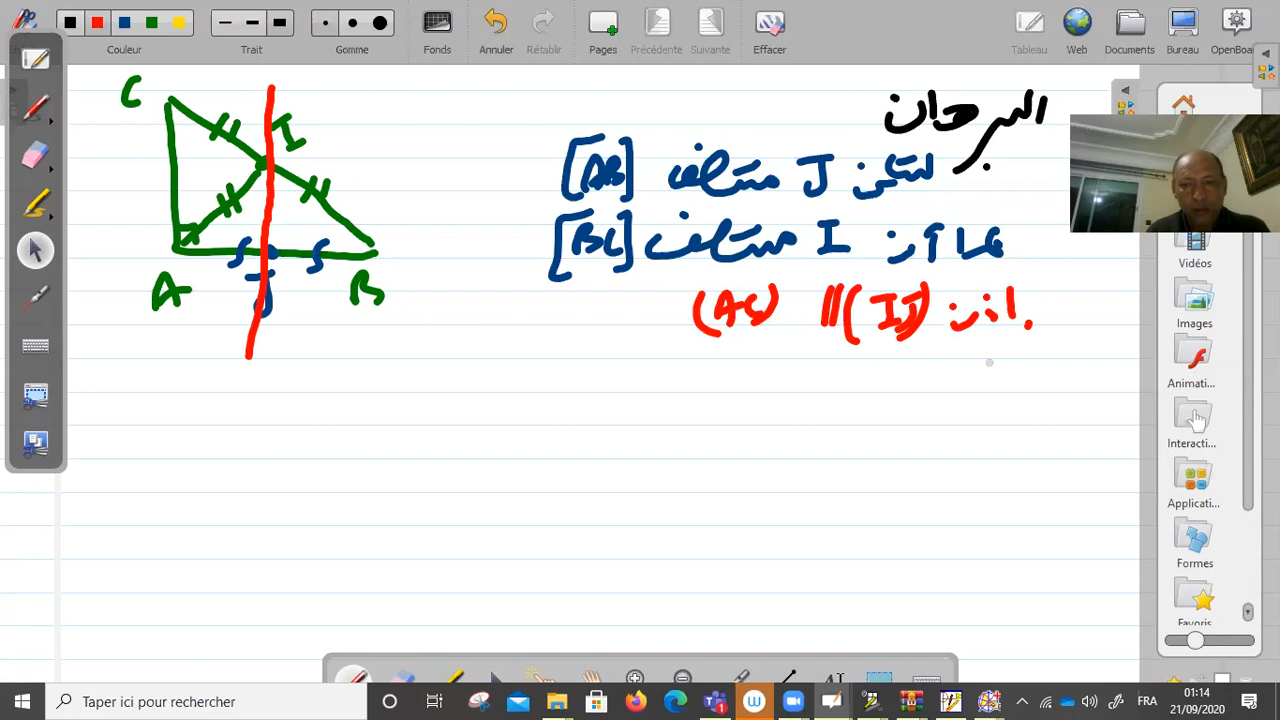 Couleur Trait Gomme Fonds Annuler Rétablir Pages Précédente Suivante Effacer Tableau Web Documents Bureau OpenBoa
C
I
A
B
J
البرهان
لتكن J منتصف [AB]
بما أن I منتصف [BC]
إذن (IJ) // (AC)
Vidéos
Images
Animati...
Interacti...
Applicati...
Formes
Favoris
Taper ici pour rechercher
FRA
01:14
21/09/2020